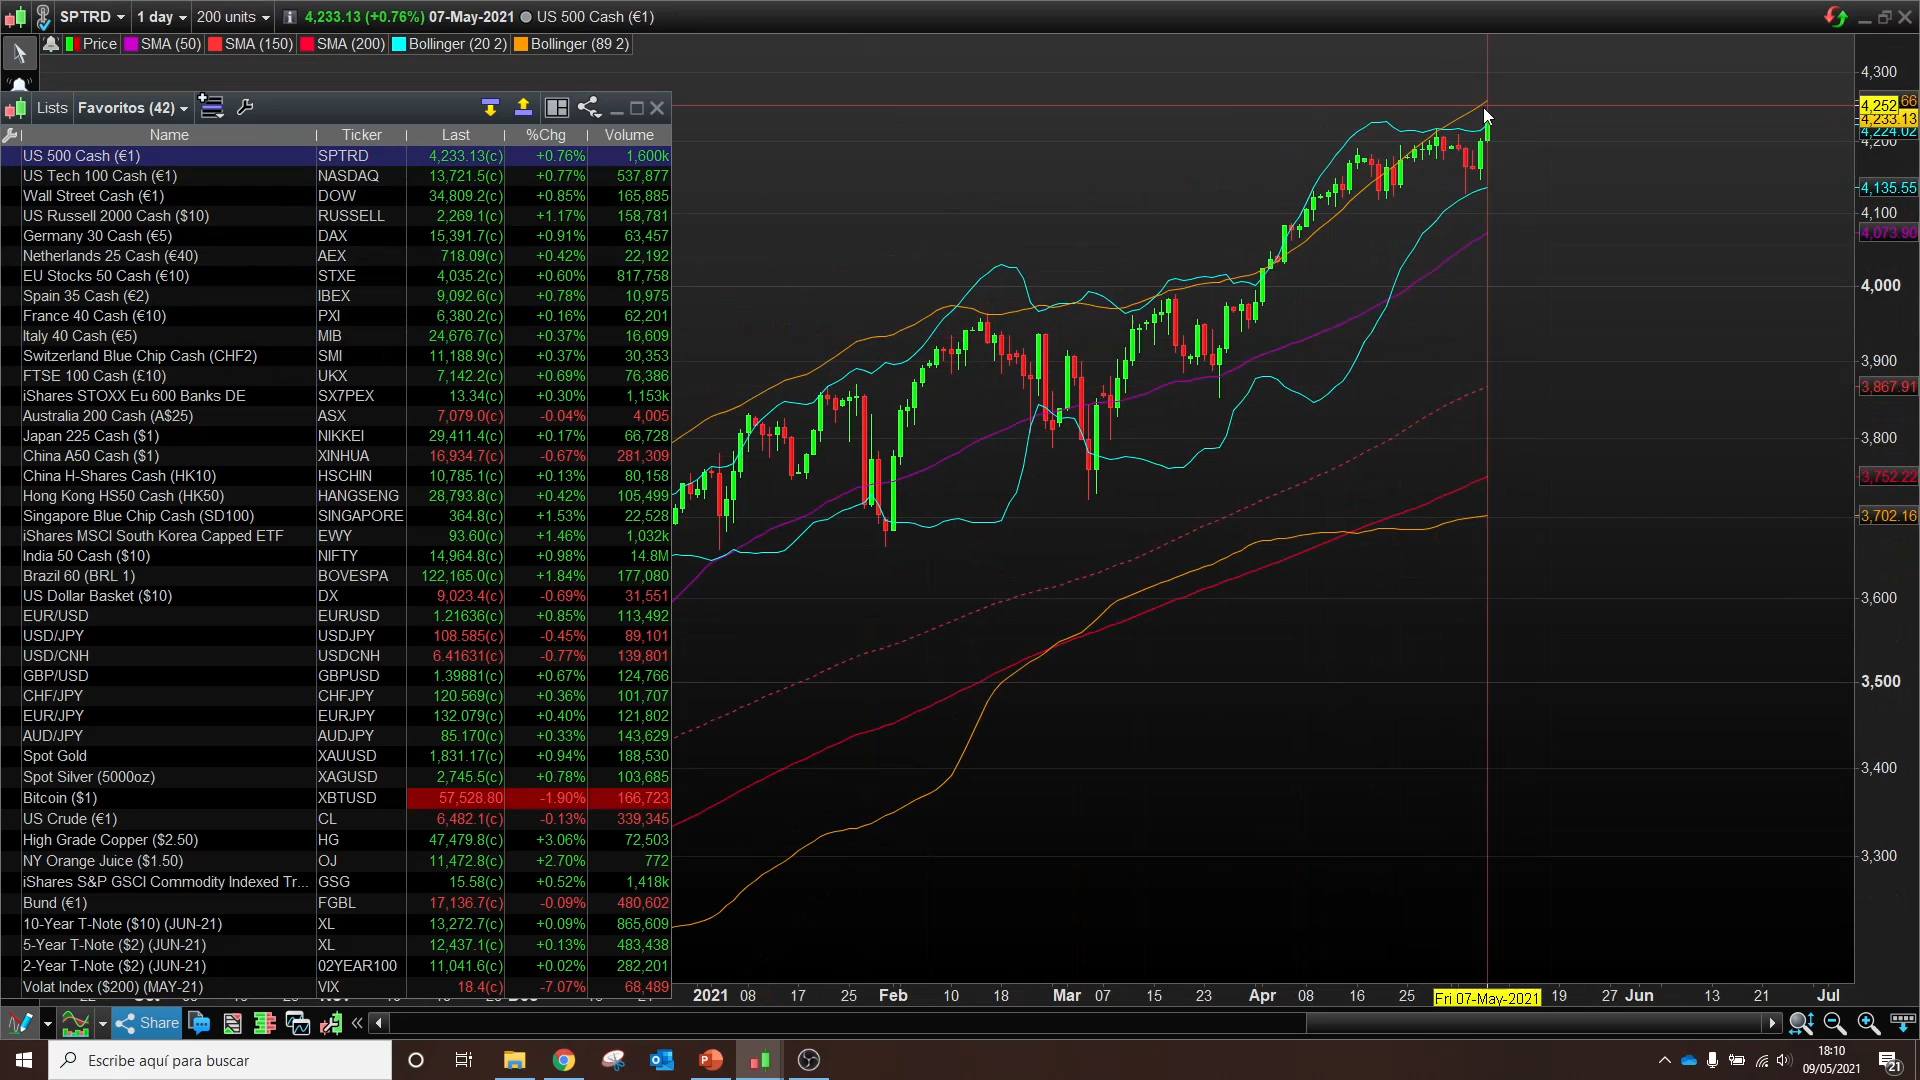 SPTRD 1 day 200 units 4,233.13 (+0.76%) 07-May-2021 US 500 Cash (€1)
Price SMA (50) SMA (150) SMA (200) Bollinger (20 2) Bollinger (89 2)
Lists Favoritos (42)
Name Ticker Last %Chg Volume
US 500 Cash (€1) SPTRD 4,233.13(c) +0.76% 1,600k
US Tech 100 Cash (€1) NASDAQ 13,721.5(c) +0.77% 537,877
Wall Street Cash (€1) DOW 34,809.2(c) +0.85% 165,885
US Russell 2000 Cash ($10) RUSSELL 2,269.1(c) +1.17% 158,781
Germany 30 Cash (€5) DAX 15,391.7(c) +0.91% 63,457
Netherlands 25 Cash (€40) AEX 718.09(c) +0.42% 22,192
EU Stocks 50 Cash (€10) STXE 4,035.2(c) +0.60% 817,758
Spain 35 Cash (€2) IBEX 9,092.6(c) +0.78% 10,975
France 40 Cash (€10) PXI 6,380.2(c) +0.16% 62,201
Italy 40 Cash (€5) MIB 24,676.7(c) +0.37% 16,609
Switzerland Blue Chip Cash (CHF2) SMI 11,188.9(c) +0.37% 30,353
FTSE 100 Cash (£10) UKX 7,142.2(c) +0.69% 76,386
iShares STOXX Eu 600 Banks DE SX7PEX 13.34(c) +0.30% 1,153k
Australia 200 Cash (A$25) ASX 7,079.0(c) -0.04% 4,005
Japan 225 Cash ($1) NIKKEI 29,411.4(c) +0.17% 66,728
China A50 Cash ($1) XINHUA 16,934.7(c) -0.67% 281,309
China H-Shares Cash (HK10) HSCHIN 10,785.1(c) +0.13% 80,158
Hong Kong HS50 Cash (HK50) HANGSENG 28,793.8(c) +0.42% 105,499
Singapore Blue Chip Cash (SD100) SINGAPORE 364.8(c) +1.53% 22,528
iShares MSCI South Korea Capped ETF EWY 93.60(c) +1.46% 1,032k
India 50 Cash ($10) NIFTY 14,964.8(c) +0.98% 14.8M
Brazil 60 (BRL 1) BOVESPA 122,165.0(c) +1.84% 177,080
US Dollar Basket ($10) DX 9,023.4(c) -0.69% 31,551
EUR/USD EURUSD 1.21636(c) +0.85% 113,492
USD/JPY USDJPY 108.585(c) -0.45% 89,101
USD/CNH USDCNH 6.41631(c) -0.77% 139,801
GBP/USD GBPUSD 1.39881(c) +0.67% 124,766
CHF/JPY CHFJPY 120.569(c) +0.36% 101,707
EUR/JPY EURJPY 132.079(c) +0.40% 121,802
AUD/JPY AUDJPY 85.170(c) +0.33% 143,629
Spot Gold XAUUSD 1,831.17(c) +0.94% 188,530
Spot Silver (5000oz) XAGUSD 2,745.5(c) +0.78% 103,685
Bitcoin ($1) XBTUSD 57,528.80 -1.90% 166,723
US Crude (€1) CL 6,482.1(c) -0.13% 339,345
High Grade Copper ($2.50) HG 47,479.8(c) +3.06% 72,503
NY Orange Juice ($1.50) OJ 11,472.8(c) +2.70% 772
iShares S&P GSCI Commodity Indexed Tr... GSG 15.58(c) +0.52% 1,418k
Bund (€1) FGBL 17,136.7(c) -0.09% 480,602
10-Year T-Note ($10) (JUN-21) XL 13,272.7(c) +0.09% 865,609
5-Year T-Note ($2) (JUN-21) XL 12,437.1(c) +0.13% 483,438
2-Year T-Note ($2) (JUN-21) 02YEAR100 11,041.6(c) +0.02% 282,201
Volat Index ($200) (MAY-21) VIX 18.4(c) -7.07% 68,489
4,300
4,252 66
4,233.13
4,224.02
4,200
4,135.55
4,100
4,073.90
4,000
3,900
3,867.91
3,800
3,752.22
3,702.16
3,600
3,500
3,400
3,300
2021 08 17 25 Feb 10 18 Mar 07 15 23 Apr 08 16 25 Fri 07-May-2021 19 27 Jun 13 21 Jul
Share
Escribe aquí para buscar
18:10
09/05/2021
21